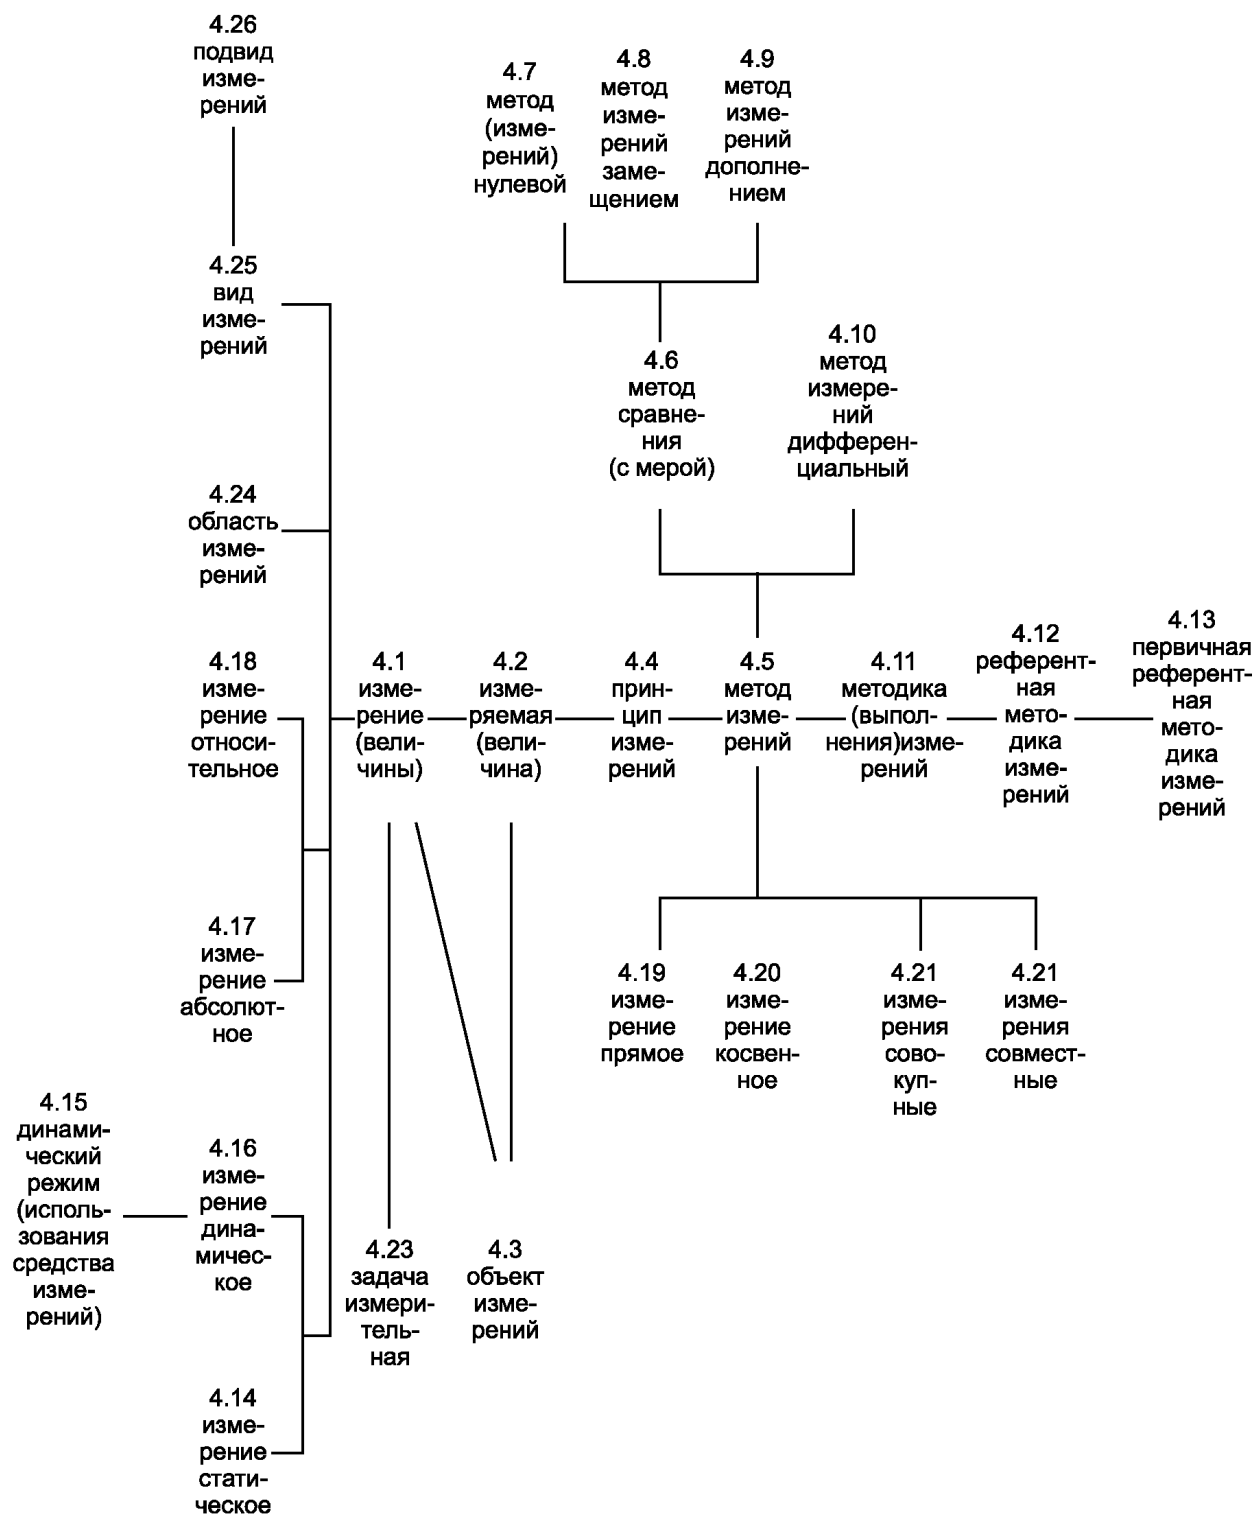 4.26
подвид
изме-
рений
4.7
метод
(изме-
рений)
нулевой
4.8
метод
изме-
рений
заме-
щением
4.9
метод
изме-
рений
дополне-
нием
4.25
вид
изме-
рений
4.6
метод
сравне-
ния
(с мерой)
4.10
метод
измере-
ний
дифферен-
циальный
4.24
область
изме-
рений
4.18
изме-
рение
относи-
тельное
4.1
изме-
рение
(вели-
чины)
4.2
изме-
ряемая
(вели-
чина)
4.4
прин-
цип
изме-
рений
4.5
метод
изме-
рений
4.11
методика
(выпол-
нения)изме-
рений
4.12
референт-
ная
мето-
дика
изме-
рений
4.13
первичная
референт-
ная
мето-
дика
изме-
рений
4.17
изме-
рение
абсолют-
ное
4.19
изме-
рение
прямое
4.20
изме-
рение
косвен-
ное
4.21
изме-
рения
сово-
куп-
ные
4.21
изме-
рения
совмест-
ные
4.15
динами-
ческий
режим
(исполь-
зования
средства
изме-
рений)
4.16
изме-
рение
дина-
мичес-
кое
4.23
задача
измери-
тель-
ная
4.3
объект
изме-
рений
4.14
изме-
рение
стати-
ческое